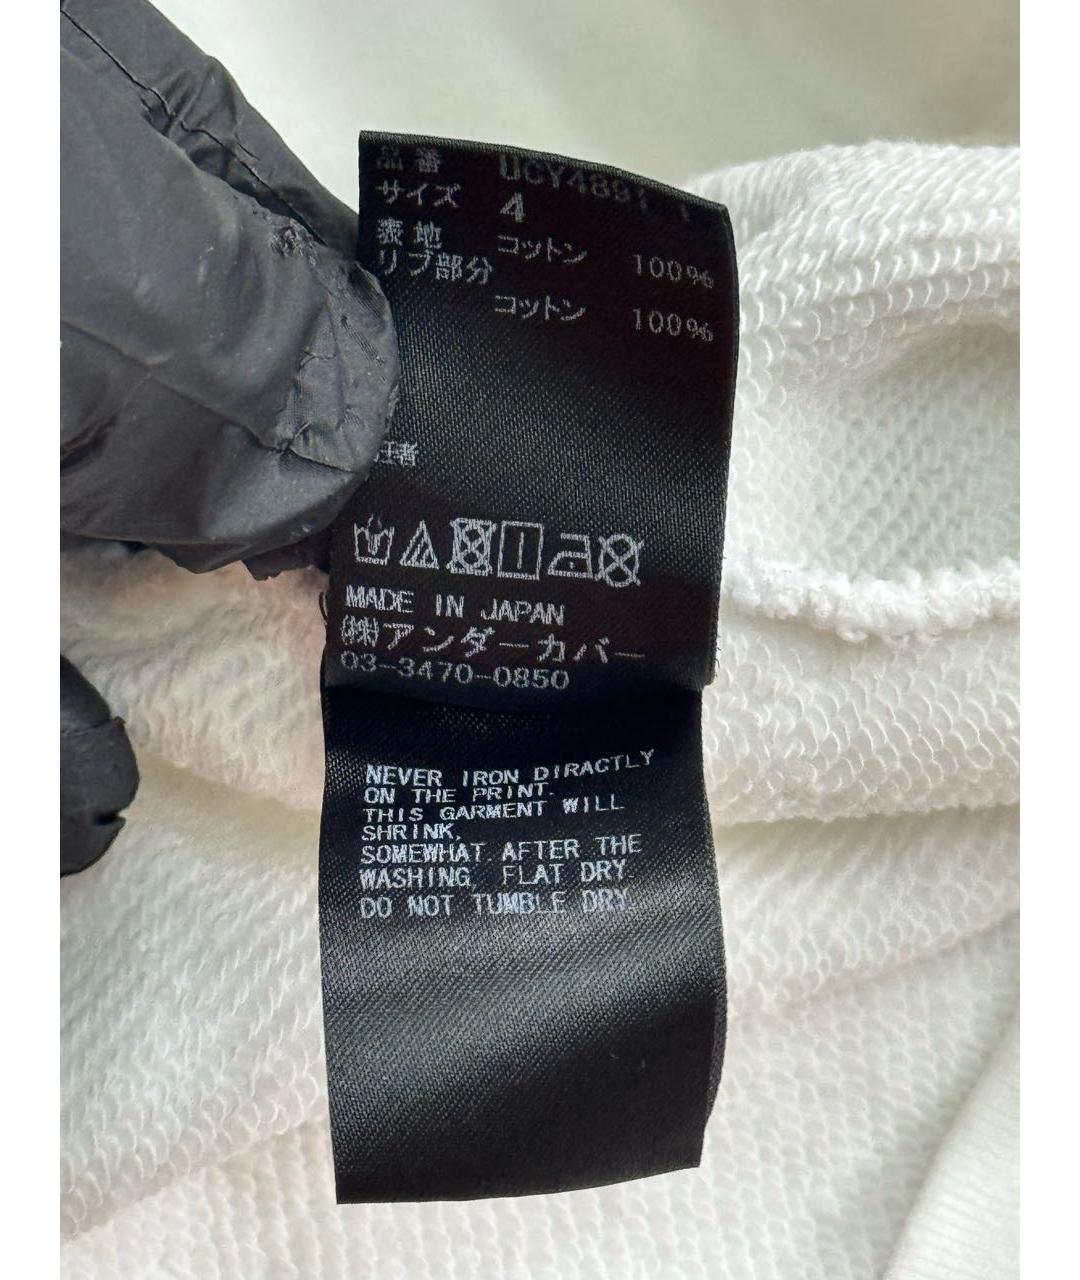 品番 UCY4891
サイズ 4
表地 コットン 100%
リブ部分
コットン 100%
任者
MADE IN JAPAN
㈱アンダーカバー
03-3470-0850
NEVER IRON DIRACTLY
ON THE PRINT.
THIS GARMENT WILL
SHRINK,
SOMEWHAT AFTER THE
WASHING, FLAT DRY.
DO NOT TUMBLE DRY.